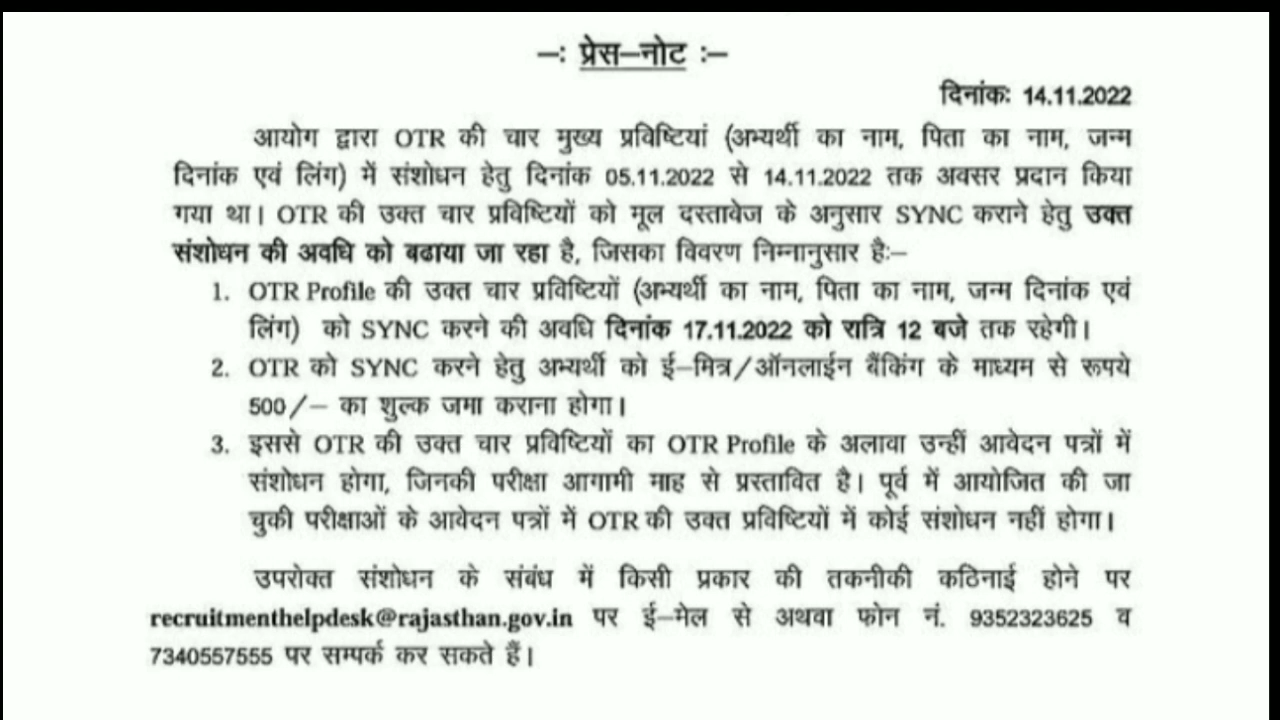 –: प्रेस–नोट :–
दिनांकः 14.11.2022
आयोग द्वारा OTR की चार मुख्य प्रविष्टियां (अभ्यर्थी का नाम, पिता का नाम, जन्म
दिनांक एवं लिंग) में संशोधन हेतु दिनांक 05.11.2022 से 14.11.2022 तक अवसर प्रदान किया
गया था। OTR की उक्त चार प्रविष्टियों को मूल दस्तावेज के अनुसार SYNC कराने हेतु उक्त
संशोधन की अवधि को बढाया जा रहा है, जिसका विवरण निम्नानुसार हैः–
1. OTR Profile की उक्त चार प्रविष्टियों (अभ्यर्थी का नाम, पिता का नाम, जन्म दिनांक एवं
लिंग) को SYNC करने की अवधि दिनांक 17.11.2022 को रात्रि 12 बजे तक रहेगी।
2. OTR को SYNC करने हेतु अभ्यर्थी को ई–मित्र/ऑनलाईन बैंकिंग के माध्यम से रूपये
500/– का शुल्क जमा कराना होगा।
3. इससे OTR की उक्त चार प्रविष्टियों का OTR Profile के अलावा उन्हीं आवेदन पत्रों में
संशोधन होगा, जिनकी परीक्षा आगामी माह से प्रस्तावित है। पूर्व में आयोजित की जा
चुकी परीक्षाओं के आवेदन पत्रों में OTR की उक्त प्रविष्टियों में कोई संशोधन नहीं होगा।
उपरोक्त संशोधन के संबंध में किसी प्रकार की तकनीकी कठिनाई होने पर
recruitmenthelpdesk@rajasthan.gov.in पर ई–मेल से अथवा फोन नं. 9352323625 व
7340557555 पर सम्पर्क कर सकते हैं।